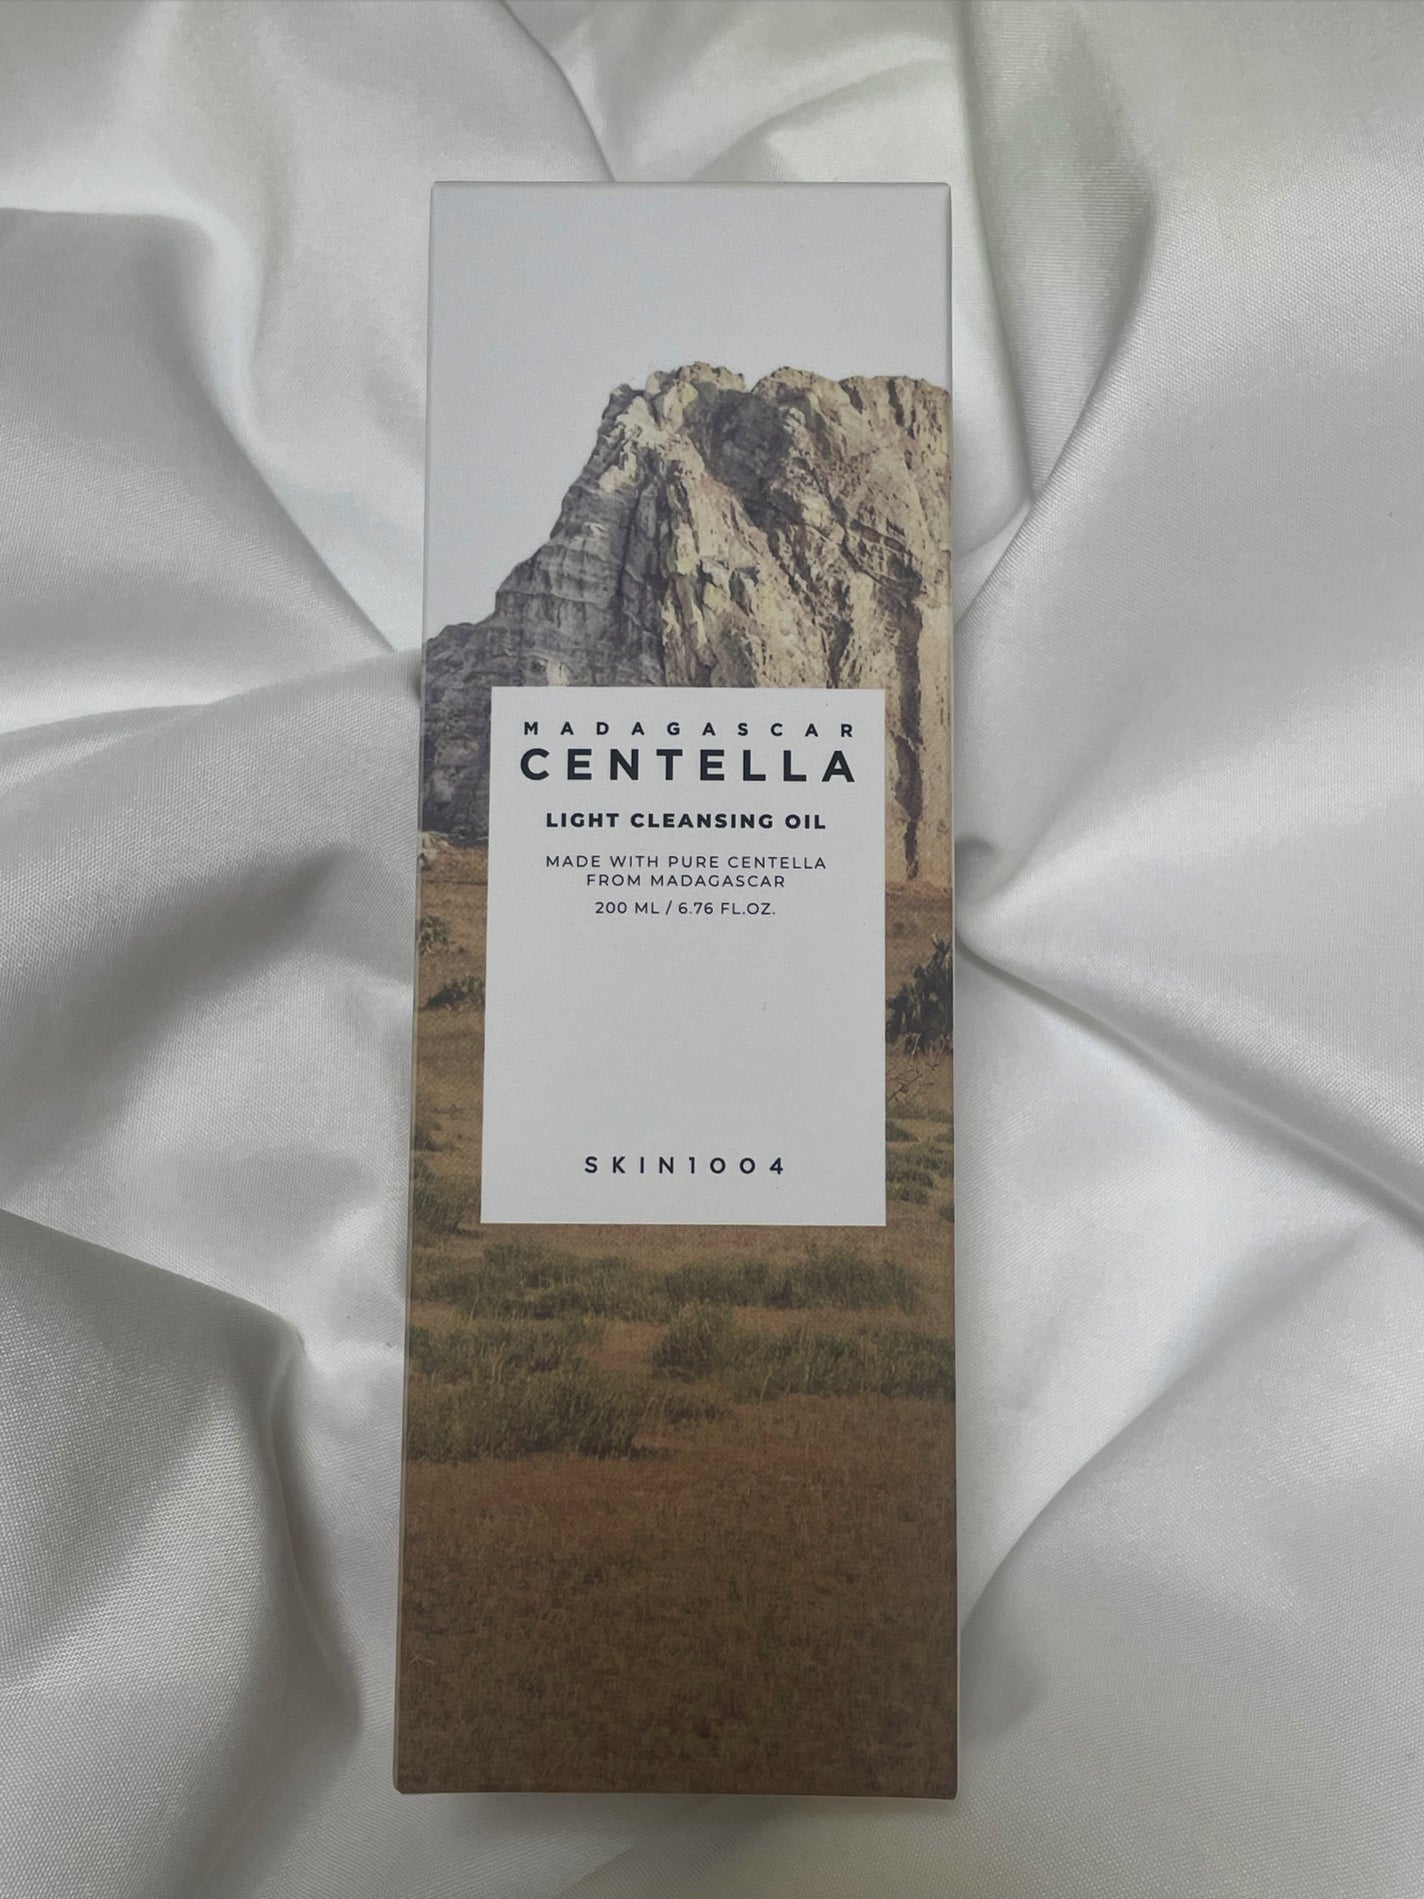 MADAGASCAR
CENTELLA
LIGHT CLEANSING OIL
MADE WITH PURE CENTELLA
FROM MADAGASCAR
200 ML / 6.76 FL.OZ.
SKIN1004